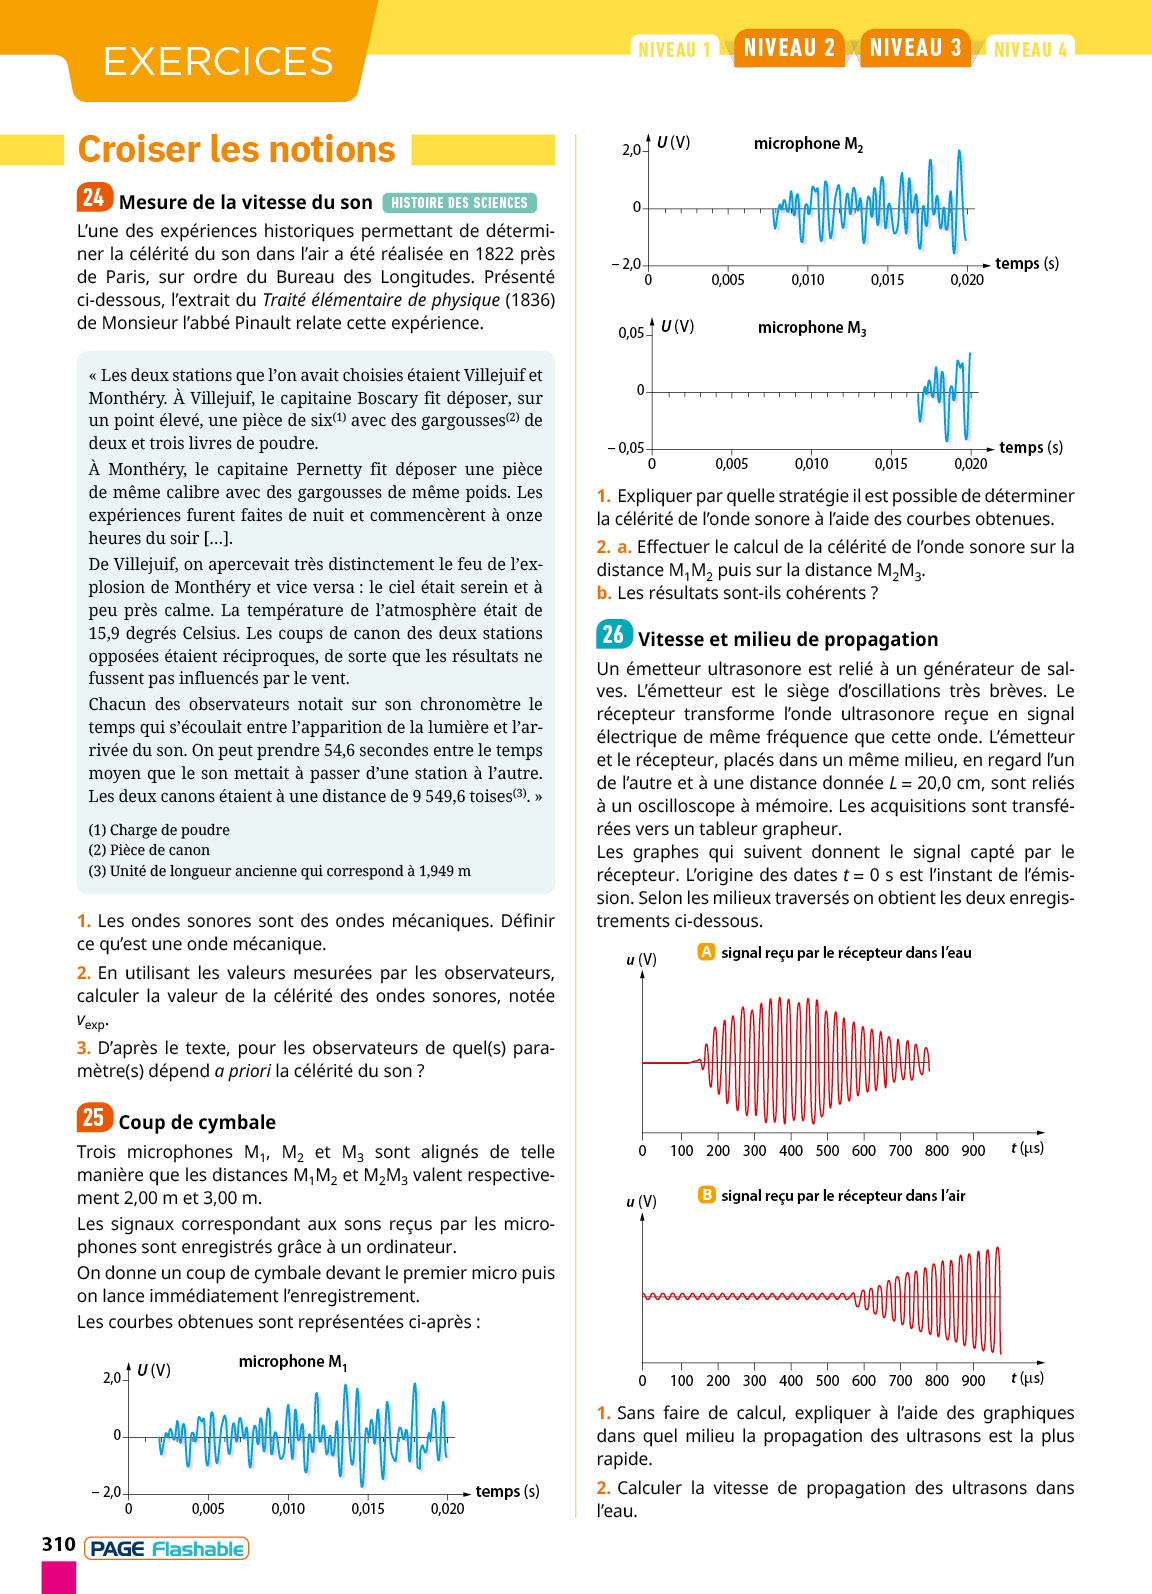 EXERCICES
NIVEAU 1
NIVEAU 2
NIVEAU 3
NIVEAU 4
Croiser les notions
24 Mesure de la vitesse du son HISTOIRE DES SCIENCES
L’une des expériences historiques permettant de détermi-
ner la célérité du son dans l’air a été réalisée en 1822 près
de Paris, sur ordre du Bureau des Longitudes. Présenté
ci-dessous, l’extrait du Traité élémentaire de physique (1836)
de Monsieur l’abbé Pinault relate cette expérience.
« Les deux stations que l’on avait choisies étaient Villejuif et
Monthéry. À Villejuif, le capitaine Boscary fit déposer, sur
un point élevé, une pièce de six(1) avec des gargousses(2) de
deux et trois livres de poudre.
À Monthéry, le capitaine Pernetty fit déposer une pièce
de même calibre avec des gargousses de même poids. Les
expériences furent faites de nuit et commencèrent à onze
heures du soir [...].
De Villejuif, on apercevait très distinctement le feu de l’ex-
plosion de Monthéry et vice versa : le ciel était serein et à
peu près calme. La température de l’atmosphère était de
15,9 degrés Celsius. Les coups de canon des deux stations
opposées étaient réciproques, de sorte que les résultats ne
fussent pas influencés par le vent.
Chacun des observateurs notait sur son chronomètre le
temps qui s’écoulait entre l’apparition de la lumière et l’ar-
rivée du son. On peut prendre 54,6 secondes entre le temps
moyen que le son mettait à passer d’une station à l’autre.
Les deux canons étaient à une distance de 9 549,6 toises(3). »
(1) Charge de poudre
(2) Pièce de canon
(3) Unité de longueur ancienne qui correspond à 1,949 m
1. Les ondes sonores sont des ondes mécaniques. Définir
ce qu’est une onde mécanique.
2. En utilisant les valeurs mesurées par les observateurs,
calculer la valeur de la célérité des ondes sonores, notée
vexp.
3. D’après le texte, pour les observateurs de quel(s) para-
mètre(s) dépend a priori la célérité du son ?
25 Coup de cymbale
Trois microphones M1, M2 et M3 sont alignés de telle
manière que les distances M1M2 et M2M3 valent respective-
ment 2,00 m et 3,00 m.
Les signaux correspondant aux sons reçus par les micro-
phones sont enregistrés grâce à un ordinateur.
On donne un coup de cymbale devant le premier micro puis
on lance immédiatement l’enregistrement.
Les courbes obtenues sont représentées ci-après :
microphone M1
U (V)
2,0
0
– 2,0
temps (s)
0 0,005 0,010 0,015 0,020
310 PAGE Flashable
U (V)
microphone M2
2,0
0
– 2,0
temps (s)
0 0,005 0,010 0,015 0,020
U (V)
microphone M3
0,05
0
– 0,05
temps (s)
0 0,005 0,010 0,015 0,020
1. Expliquer par quelle stratégie il est possible de déterminer
la célérité de l’onde sonore à l’aide des courbes obtenues.
2. a. Effectuer le calcul de la célérité de l’onde sonore sur la
distance M1M2 puis sur la distance M2M3.
b. Les résultats sont-ils cohérents ?
26 Vitesse et milieu de propagation
Un émetteur ultrasonore est relié à un générateur de sal-
ves. L’émetteur est le siège d’oscillations très brèves. Le
récepteur transforme l’onde ultrasonore reçue en signal
électrique de même fréquence que cette onde. L’émetteur
et le récepteur, placés dans un même milieu, en regard l’un
de l’autre et à une distance donnée L = 20,0 cm, sont reliés
à un oscilloscope à mémoire. Les acquisitions sont transfé-
rées vers un tableur grapheur.
Les graphes qui suivent donnent le signal capté par le
récepteur. L’origine des dates t = 0 s est l’instant de l’émis-
sion. Selon les milieux traversés on obtient les deux enregis-
trements ci-dessous.
A signal reçu par le récepteur dans l’eau
u (V)
0 100 200 300 400 500 600 700 800 900 t (µs)
B signal reçu par le récepteur dans l’air
u (V)
0 100 200 300 400 500 600 700 800 900 t (µs)
1. Sans faire de calcul, expliquer à l’aide des graphiques
dans quel milieu la propagation des ultrasons est la plus
rapide.
2. Calculer la vitesse de propagation des ultrasons dans
l’eau.